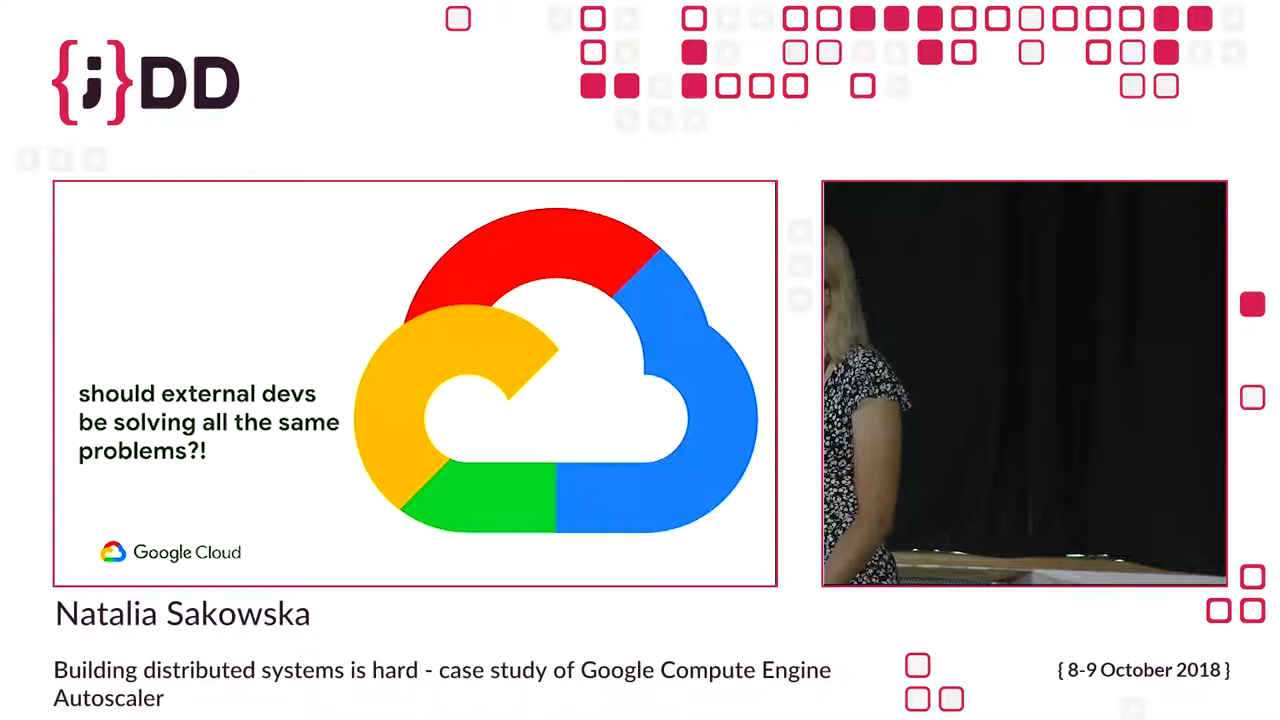 {j}DD
should external devs
be solving all the same
problems?!
Google Cloud
Natalia Sakowska
Building distributed systems is hard - case study of Google Compute Engine
Autoscaler
{ 8-9 October 2018 }